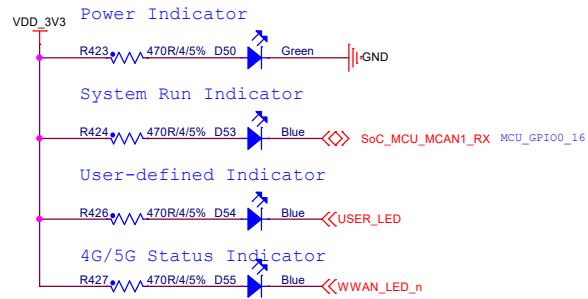 Power Indicator
VDD_3V3
R423 470R/4/5% D50 Green GND
System Run Indicator
R424 470R/4/5% D53 Blue SoC_MCU_MCAN1_RX MCU_GPIO0_16
User-defined Indicator
R426 470R/4/5% D54 Blue USER_LED
4G/5G Status Indicator
R427 470R/4/5% D55 Blue WWAN_LED_n